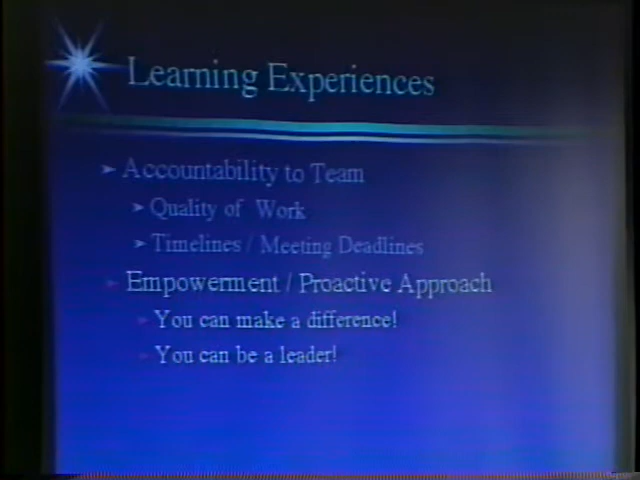 Learning Experiences
Accountability to Team
Quality of Work
Timelines / Meeting Deadlines
Empowerment / Proactive Approach
You can make a difference!
You can be a leader!